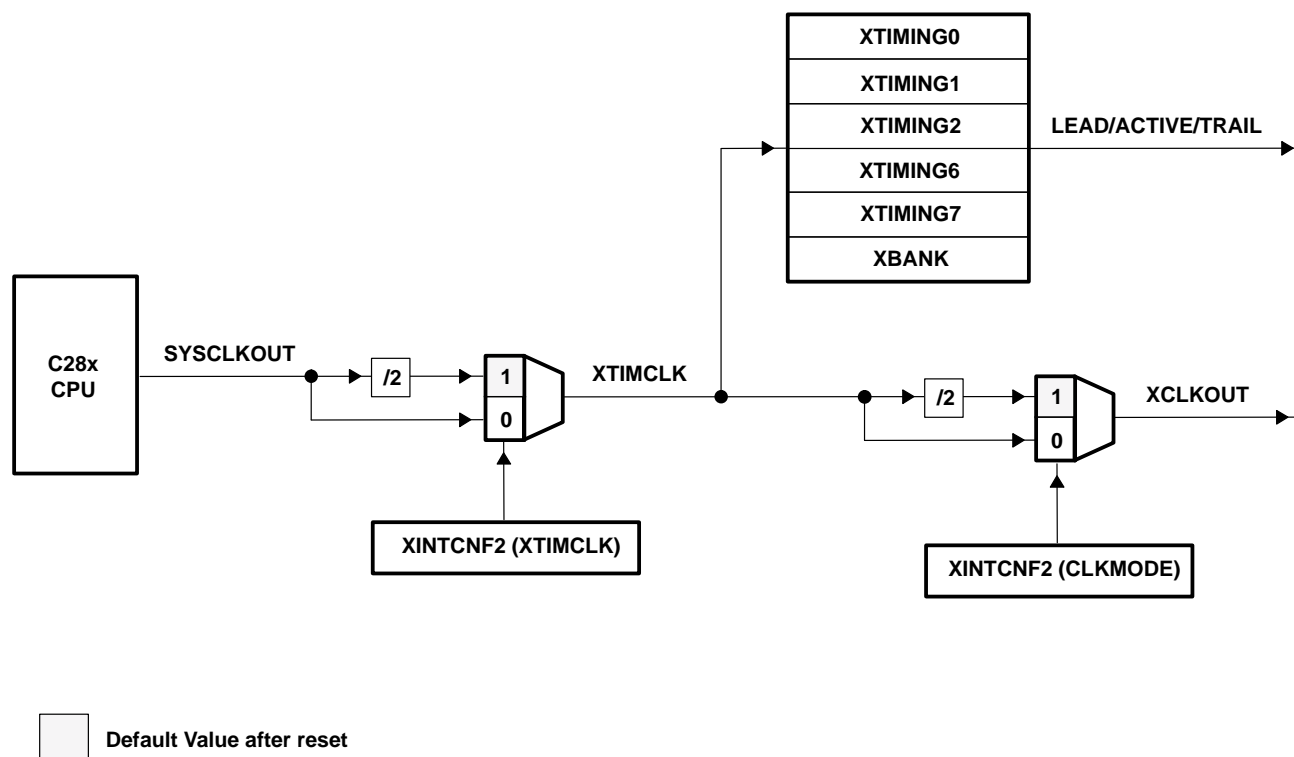 XTIMING0
XTIMING1
XTIMING2
LEAD/ACTIVE/TRAIL
XTIMING6
XTIMING7
XBANK
C28x
CPU
SYSCLKOUT
/2
1
0
XTIMCLK
/2
1
0
XCLKOUT
XINTCNF2 (XTIMCLK)
XINTCNF2 (CLKMODE)
Default Value after reset